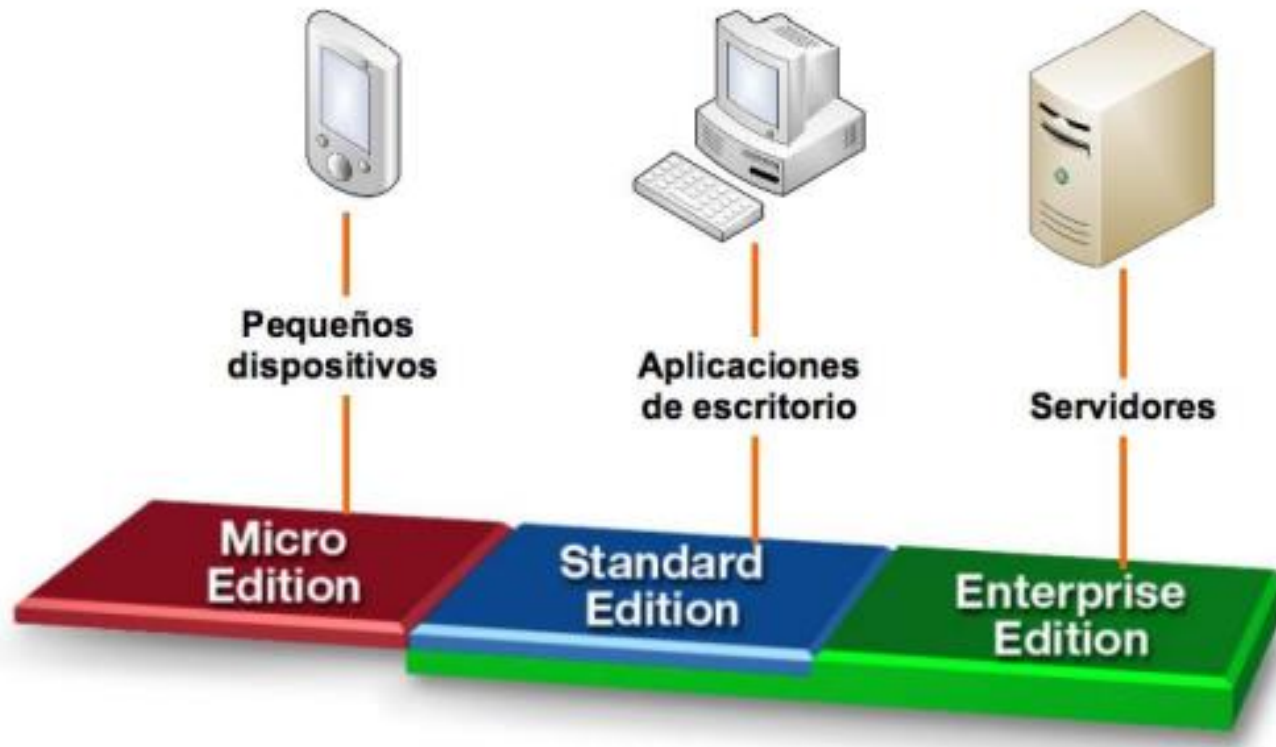 Pequeños
dispositivos
Aplicaciones
de escritorio
Servidores
Micro
Edition
Standard
Edition
Enterprise
Edition